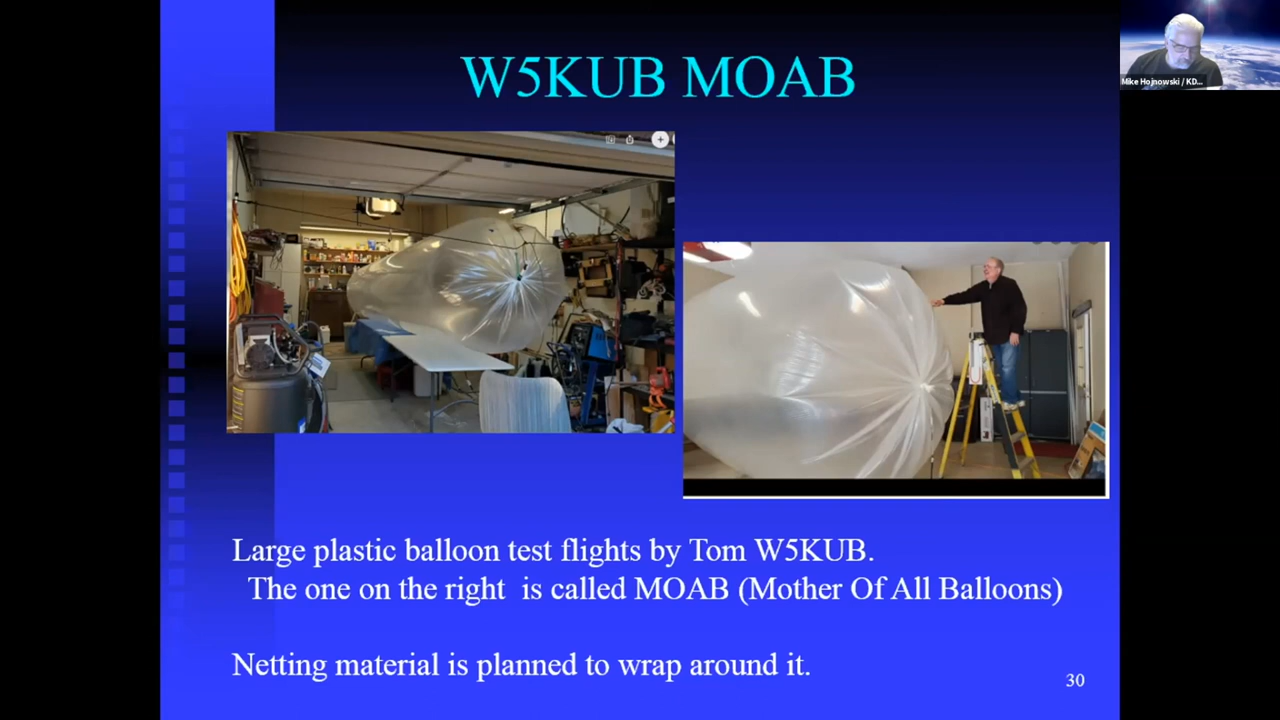 W5KUB MOAB
Mike Hojnowski / KD...
Large plastic balloon test flights by Tom W5KUB.
The one on the right is called MOAB (Mother Of All Balloons)
Netting material is planned to wrap around it.
30